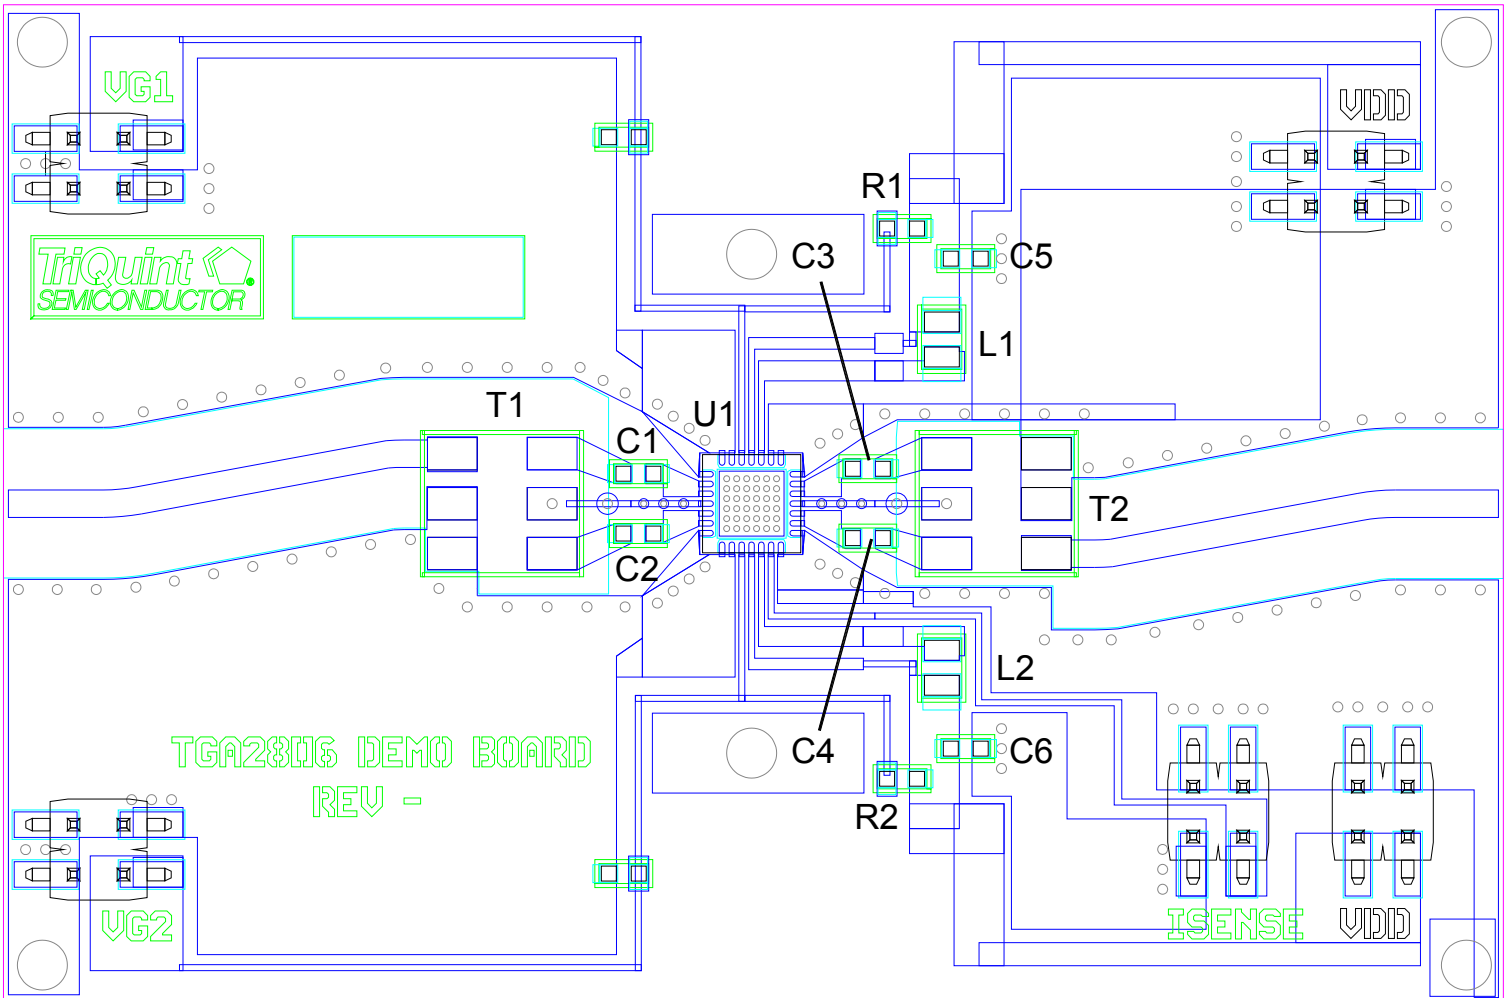 VG1
VDD
R1
TriQuint
SEMICONDUCTOR
C3
C5
L1
T1
U1
C1
T2
C2
L2
TGA2806 DEMO BOARD
REV -
C4
C6
R2
VG2
ISENSE
VDD